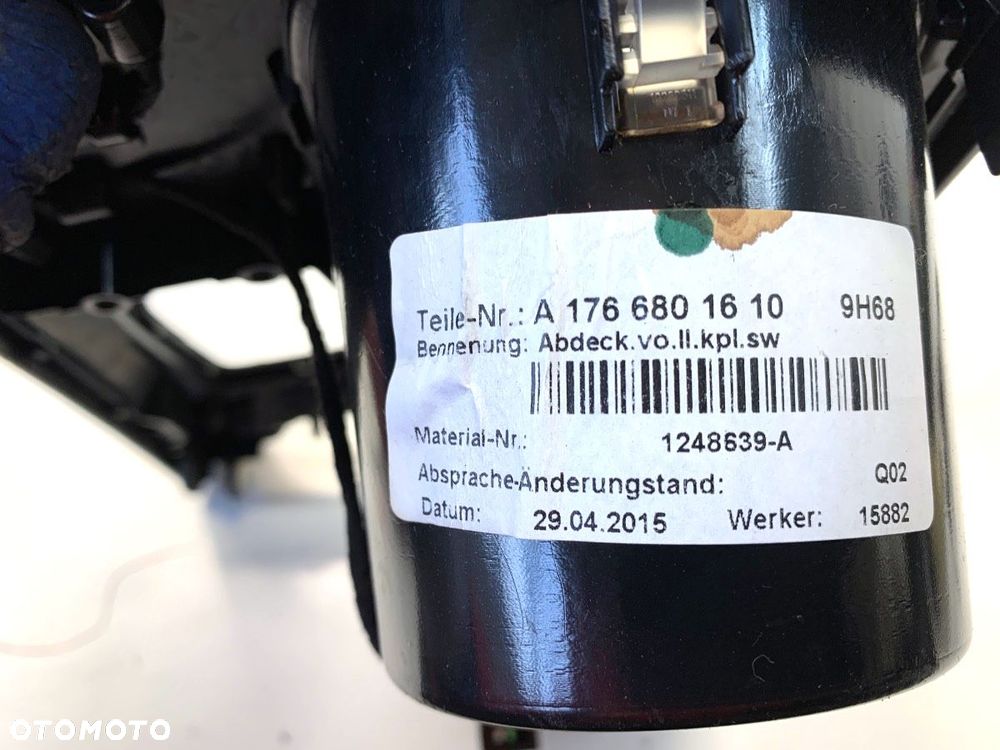 Teile-Nr.: A 176 680 16 10 9H68
Bennenung: Abdeck.vo.ll.kpl.sw
Material-Nr.: 1248639-A
Absprache-Änderungstand: Q02
Datum: 29.04.2015 Werker: 15882
OTOMOTO